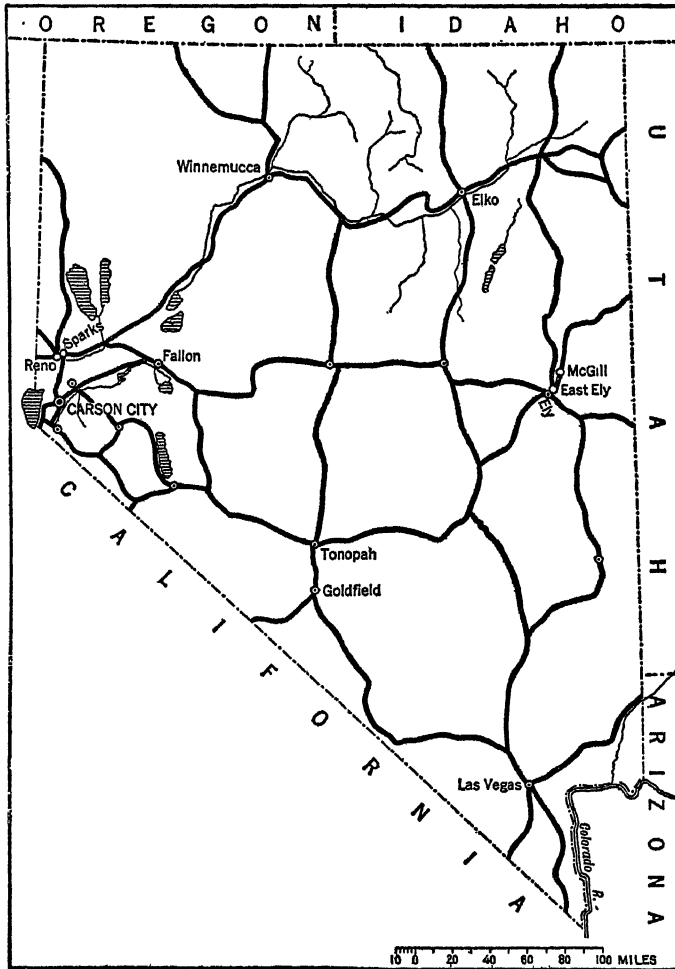 OREGON IDAHO
UTAH
Winnemucca
Elko
Sparks
Reno
Fallon
McGill
East Ely
Ely
CARSON CITY
CALIFORNIA
Tonopah
Goldfield
ARIZONA
Las Vegas
Colorado R.
10 0 20 40 60 80 100 MILES